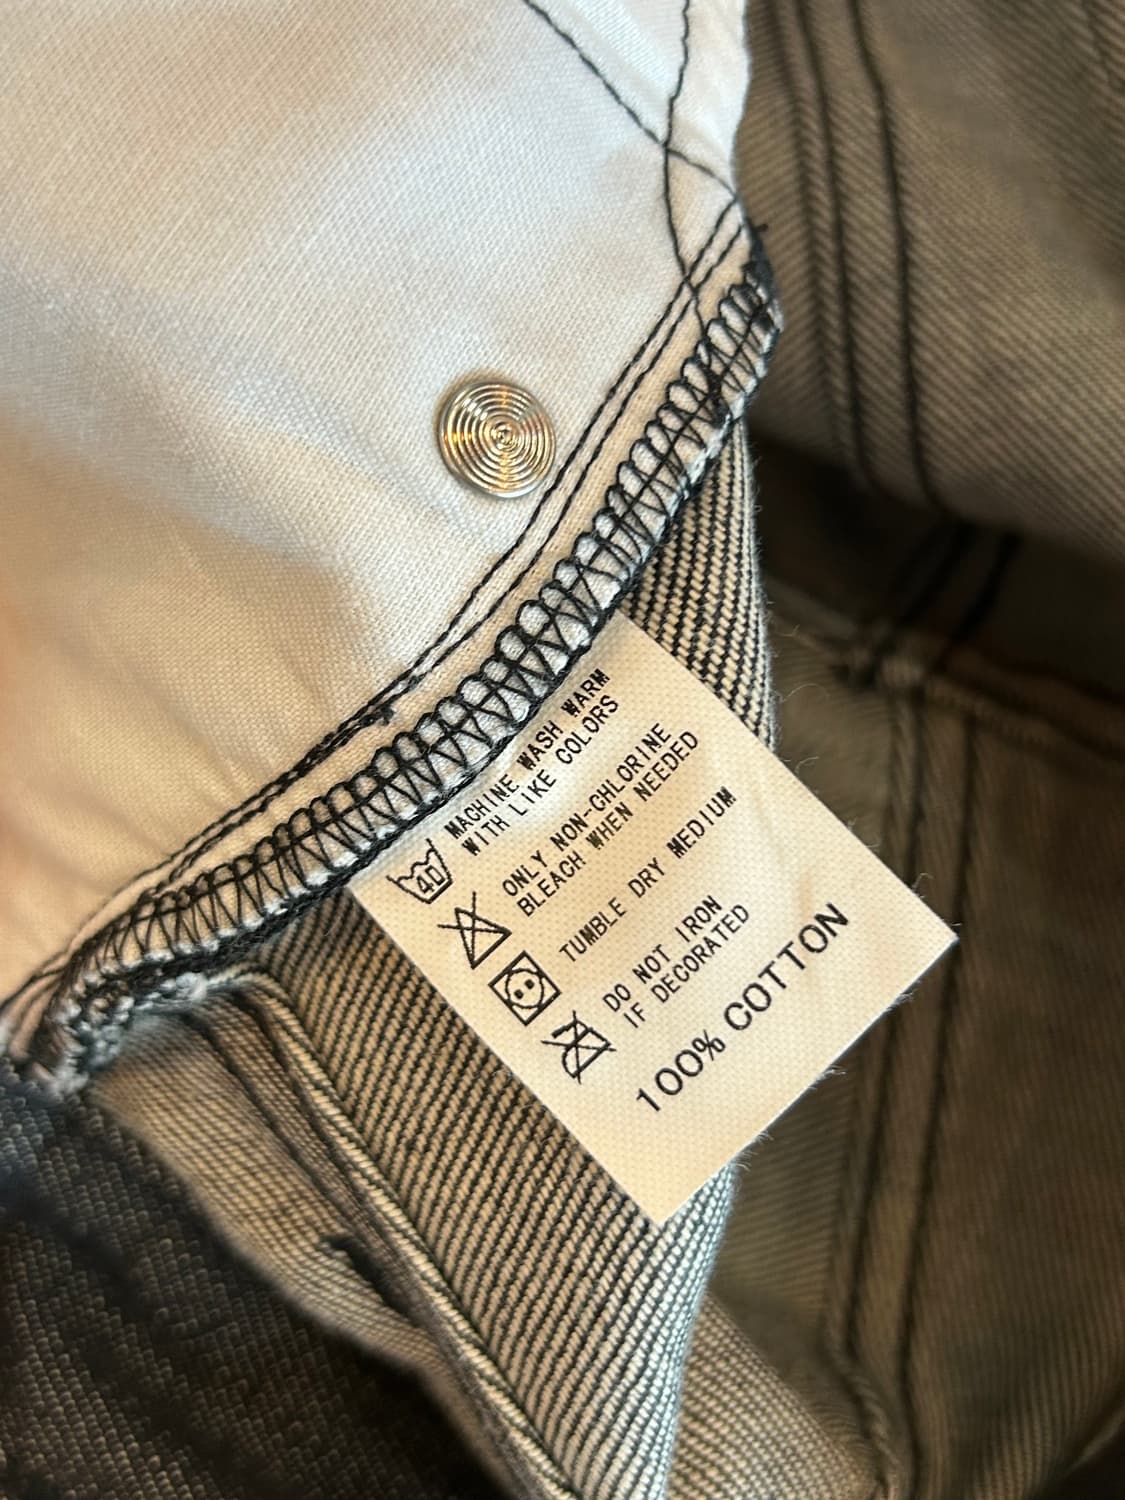 MACHINE WASH WARM
WITH LIKE COLORS
ONLY NON-CHLORINE
BLEACH WHEN NEEDED
TUMBLE DRY MEDIUM
DO NOT IRON
IF DECORATED
100% COTTON
40